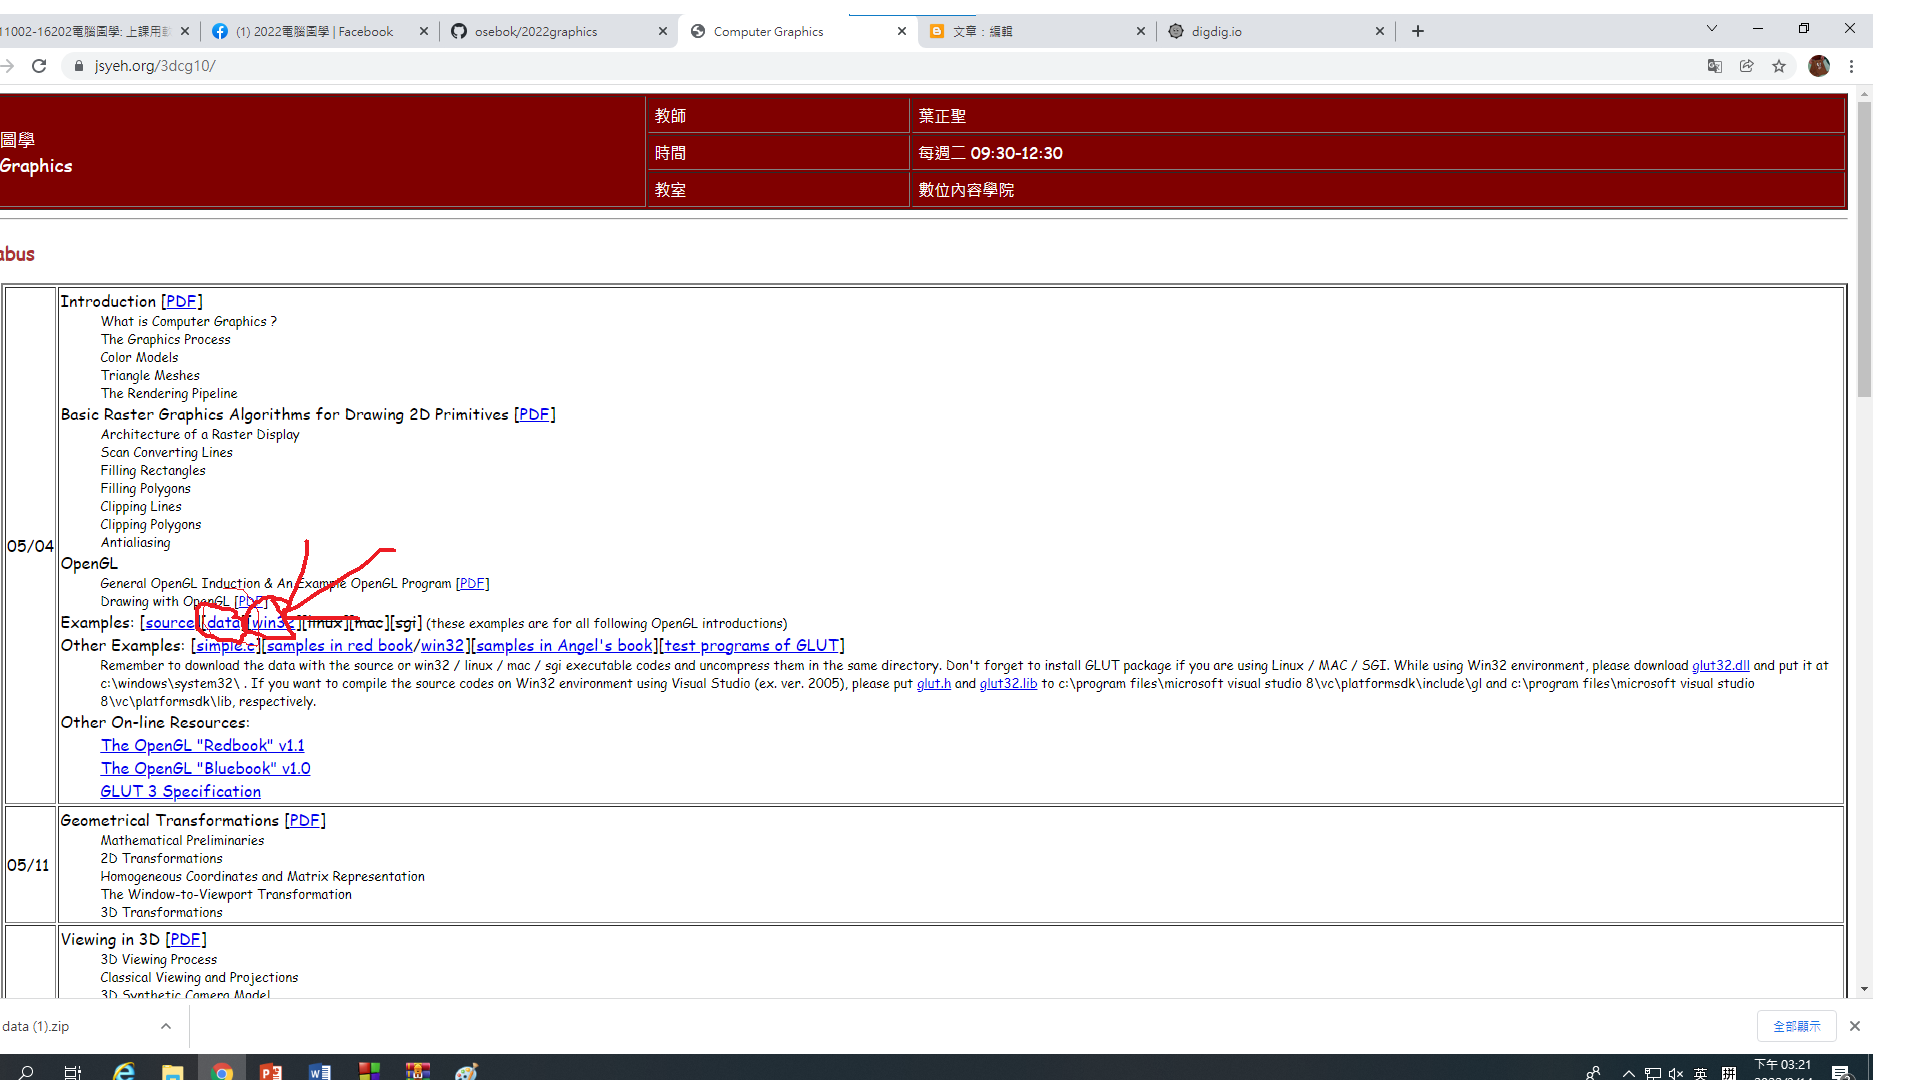 11002-16202電腦圖學: 上課用
(1) 2022電腦圖學 | Facebook
osebok/2022graphics
Computer Graphics
文章：編輯
digdig.io
jsyeh.org/3dcg10/
圖學
Graphics
教師 葉正聖
時間 每週二 09:30-12:30
教室 數位內容學院
abus
05/04
Introduction [PDF]
What is Computer Graphics ?
The Graphics Process
Color Models
Triangle Meshes
The Rendering Pipeline
Basic Raster Graphics Algorithms for Drawing 2D Primitives [PDF]
Architecture of a Raster Display
Scan Converting Lines
Filling Rectangles
Filling Polygons
Clipping Lines
Clipping Polygons
Antialiasing
OpenGL
General OpenGL Induction & An Example OpenGL Program [PDF]
Drawing with OpenGL [PDF]
Examples: [source][data][win32][linux][mac][sgi] (these examples are for all following OpenGL introductions)
Other Examples: [simple.c][samples in red book/win32][samples in Angel's book][test programs of GLUT]
Remember to download the data with the source or win32 / linux / mac / sgi executable codes and uncompress them in the same directory. Don't forget to install GLUT package if you are using Linux / MAC / SGI. While using Win32 environment, please download glut32.dll and put it at
c:\windows\system32\ . If you want to compile the source codes on Win32 environment using Visual Studio (ex. ver. 2005), please put glut.h and glut32.lib to c:\program files\microsoft visual studio 8\vc\platformsdk\include\gl and c:\program files\microsoft visual studio
8\vc\platformsdk\lib, respectively.
Other On-line Resources:
The OpenGL "Redbook" v1.1
The OpenGL "Bluebook" v1.0
GLUT 3 Specification
05/11
Geometrical Transformations [PDF]
Mathematical Preliminaries
2D Transformations
Homogeneous Coordinates and Matrix Representation
The Window-to-Viewport Transformation
3D Transformations
Viewing in 3D [PDF]
3D Viewing Process
Classical Viewing and Projections
3D Synthetic Camera Model
data (1).zip
全部顯示
英
拼
下午 03:21